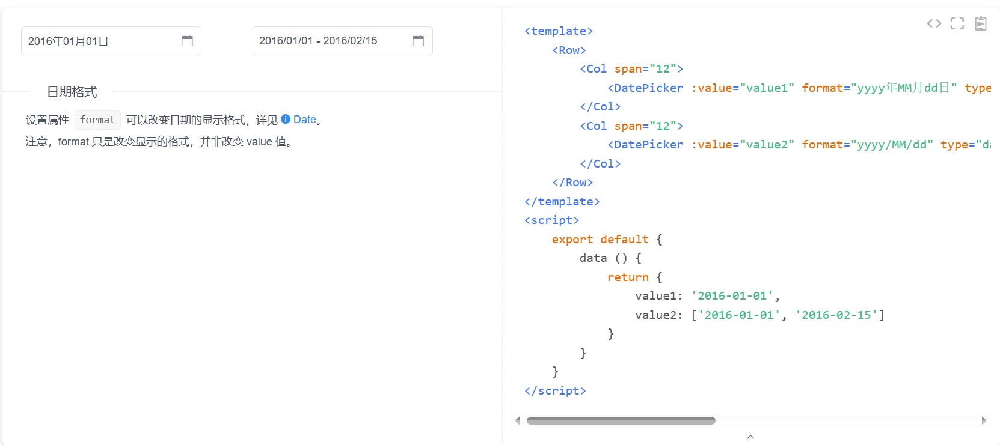 2016年01月01日
2016/01/01 - 2016/02/15
日期格式
设置属性 format 可以改变日期的显示格式，详见 Date。
注意，format 只是改变显示的格式，并非改变 value 值。
<template>
    <Row>
        <Col span="12">
            <DatePicker :value="value1" format="yyyy年MM月dd日" type
        </Col>
        <Col span="12">
            <DatePicker :value="value2" format="yyyy/MM/dd" type="da
        </Col>
    </Row>
</template>
<script>
    export default {
        data () {
            return {
                value1: '2016-01-01',
                value2: ['2016-01-01', '2016-02-15']
            }
        }
    }
</script>